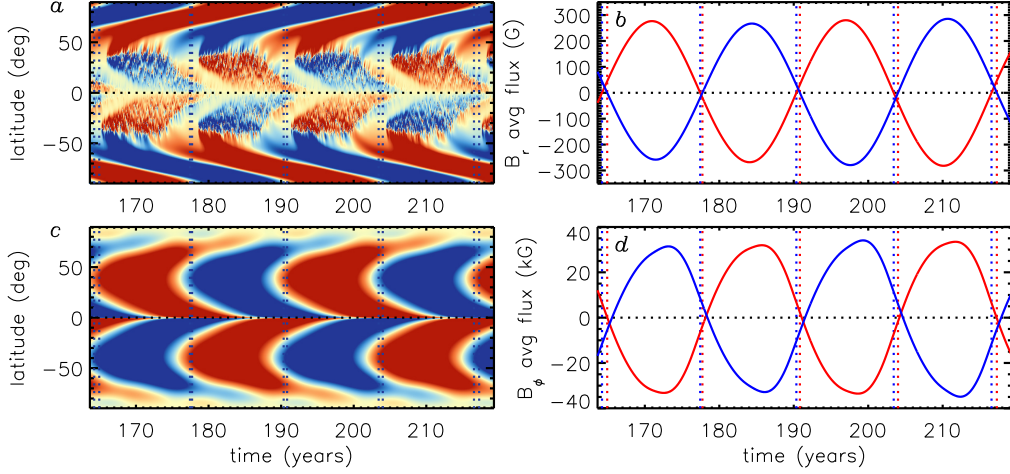 a
latitude (deg)
50
0
−50
170 180 190 200 210
b
B_r avg flux (G)
300
200
100
0
−100
−200
−300
170 180 190 200 210
c
latitude (deg)
50
0
−50
170 180 190 200 210
time (years)
d
B_ϕ avg flux (kG)
40
20
0
−20
−40
170 180 190 200 210
time (years)